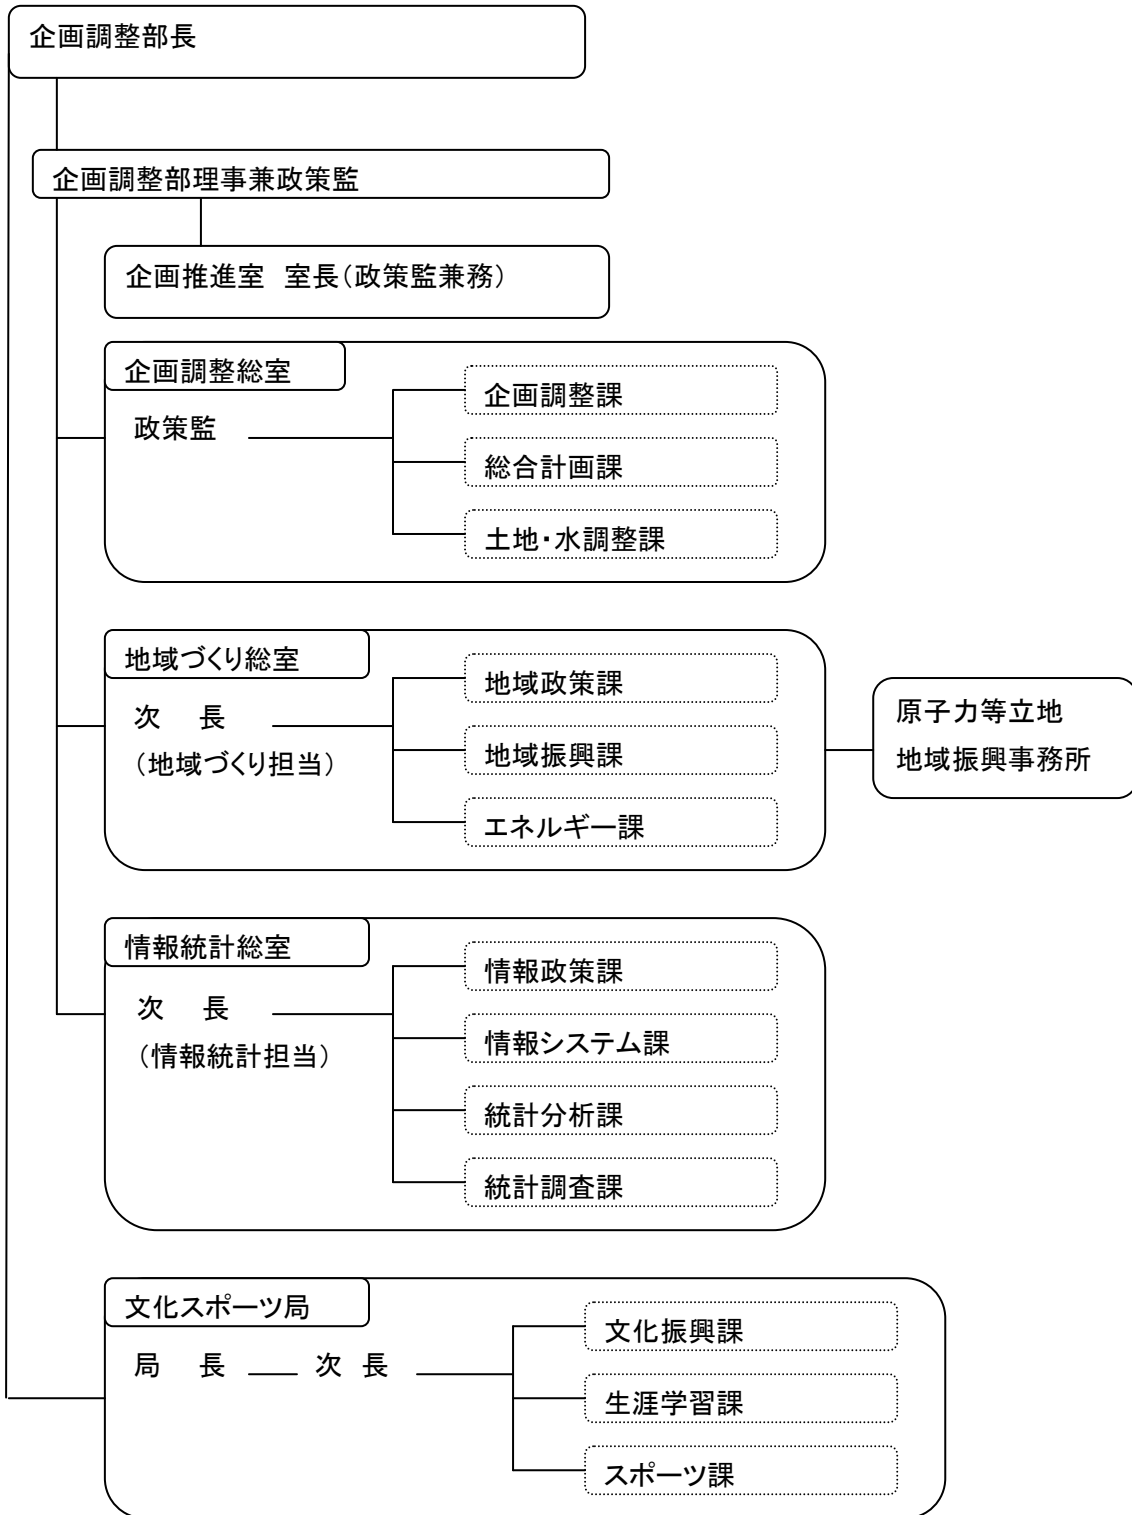 企画調整部長
企画調整部理事兼政策監
企画推進室 室長(政策監兼務)
企画調整総室
政策監
企画調整課
総合計画課
土地・水調整課
地域づくり総室
次 長
(地域づくり担当)
地域政策課
地域振興課
エネルギー課
原子力等立地
地域振興事務所
情報統計総室
次 長
(情報統計担当)
情報政策課
情報システム課
統計分析課
統計調査課
文化スポーツ局
局 長 次 長
文化振興課
生涯学習課
スポーツ課